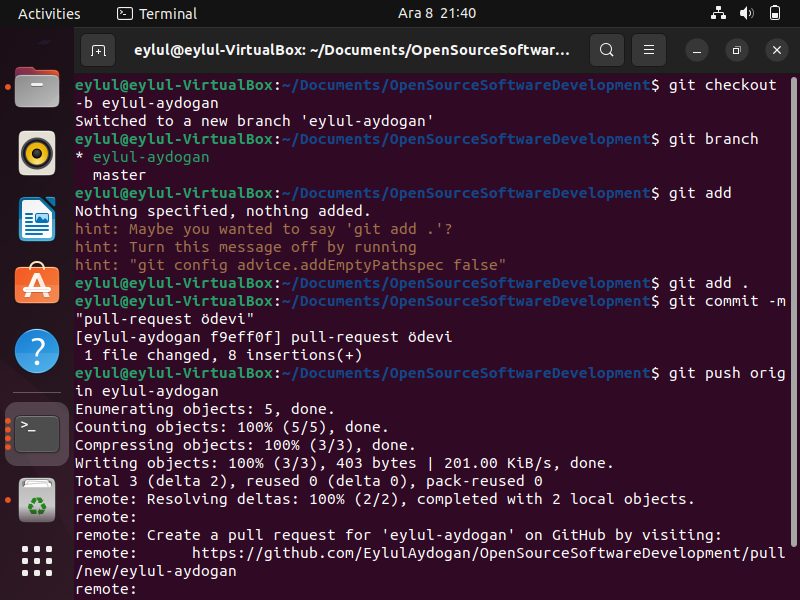 Activities
Terminal
Ara 8 21:40
eylul@eylul-VirtualBox: ~/Documents/OpenSourceSoftwar...
eylul@eylul-VirtualBox:~/Documents/OpenSourceSoftwareDevelopment$ git checkout
-b eylul-aydogan
Switched to a new branch 'eylul-aydogan'
eylul@eylul-VirtualBox:~/Documents/OpenSourceSoftwareDevelopment$ git branch
* eylul-aydogan
master
eylul@eylul-VirtualBox:~/Documents/OpenSourceSoftwareDevelopment$ git add
Nothing specified, nothing added.
hint: Maybe you wanted to say 'git add .'?
hint: Turn this message off by running
hint: "git config advice.addEmptyPathspec false"
eylul@eylul-VirtualBox:~/Documents/OpenSourceSoftwareDevelopment$ git add .
eylul@eylul-VirtualBox:~/Documents/OpenSourceSoftwareDevelopment$ git commit -m
"pull-request ödevi"
[eylul-aydogan f9eff0f] pull-request ödevi
1 file changed, 8 insertions(+)
eylul@eylul-VirtualBox:~/Documents/OpenSourceSoftwareDevelopment$ git push orig
in eylul-aydogan
Enumerating objects: 5, done.
Counting objects: 100% (5/5), done.
Compressing objects: 100% (3/3), done.
Writing objects: 100% (3/3), 403 bytes | 201.00 KiB/s, done.
Total 3 (delta 2), reused 0 (delta 0), pack-reused 0
remote: Resolving deltas: 100% (2/2), completed with 2 local objects.
remote:
remote: Create a pull request for 'eylul-aydogan' on GitHub by visiting:
remote:      https://github.com/EylulAydogan/OpenSourceSoftwareDevelopment/pull
/new/eylul-aydogan
remote: